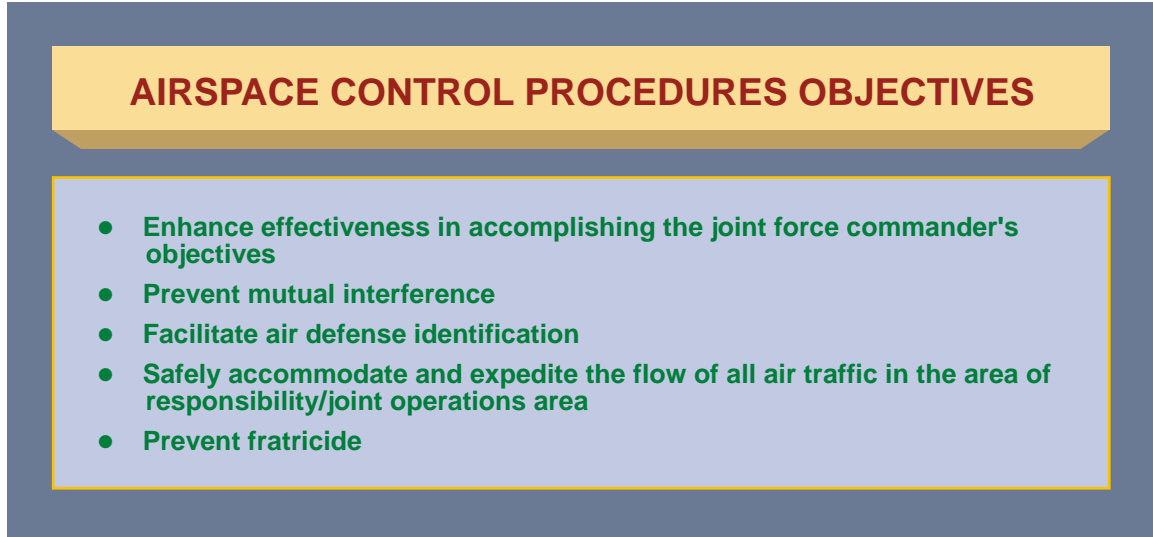 AIRSPACE CONTROL PROCEDURES OBJECTIVES
● Enhance effectiveness in accomplishing the joint force commander's
objectives
● Prevent mutual interference
● Facilitate air defense identification
● Safely accommodate and expedite the flow of all air traffic in the area of
responsibility/joint operations area
● Prevent fratricide